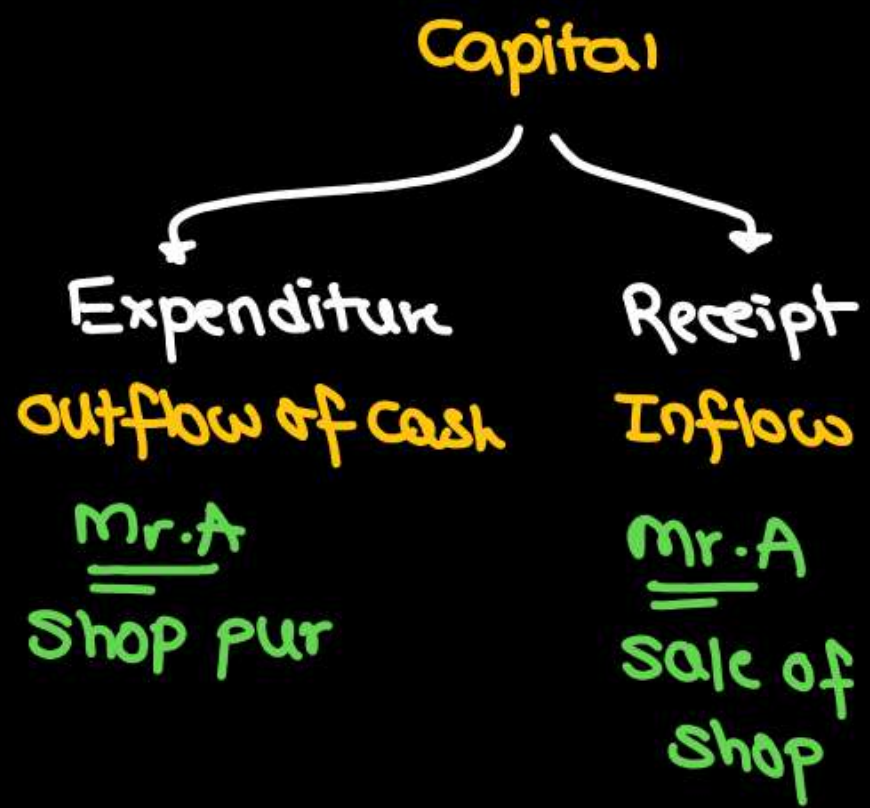 Capital
Expenditure
Outflow of Cash
Mr.A
Shop pur
Receipt
Inflow
Mr.A
Sale of
Shop